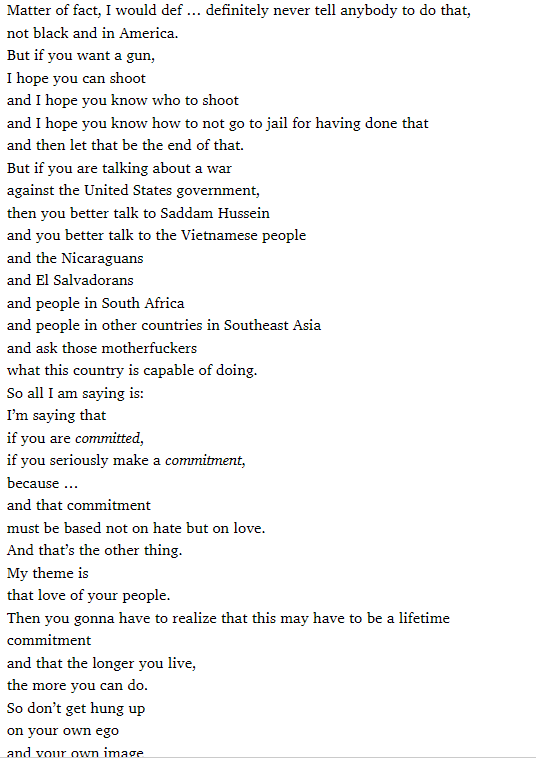 Matter of fact, I would def … definitely never tell anybody to do that,
not black and in America.
But if you want a gun,
I hope you can shoot
and I hope you know who to shoot
and I hope you know how to not go to jail for having done that
and then let that be the end of that.
But if you are talking about a war
against the United States government,
then you better talk to Saddam Hussein
and you better talk to the Vietnamese people
and the Nicaraguans
and El Salvadorans
and people in South Africa
and people in other countries in Southeast Asia
and ask those motherfuckers
what this country is capable of doing.
So all I am saying is:
I’m saying that
if you are committed,
if you seriously make a commitment,
because …
and that commitment
must be based not on hate but on love.
And that’s the other thing.
My theme is
that love of your people.
Then you gonna have to realize that this may have to be a lifetime
commitment
and that the longer you live,
the more you can do.
So don’t get hung up
on your own ego
and your own image